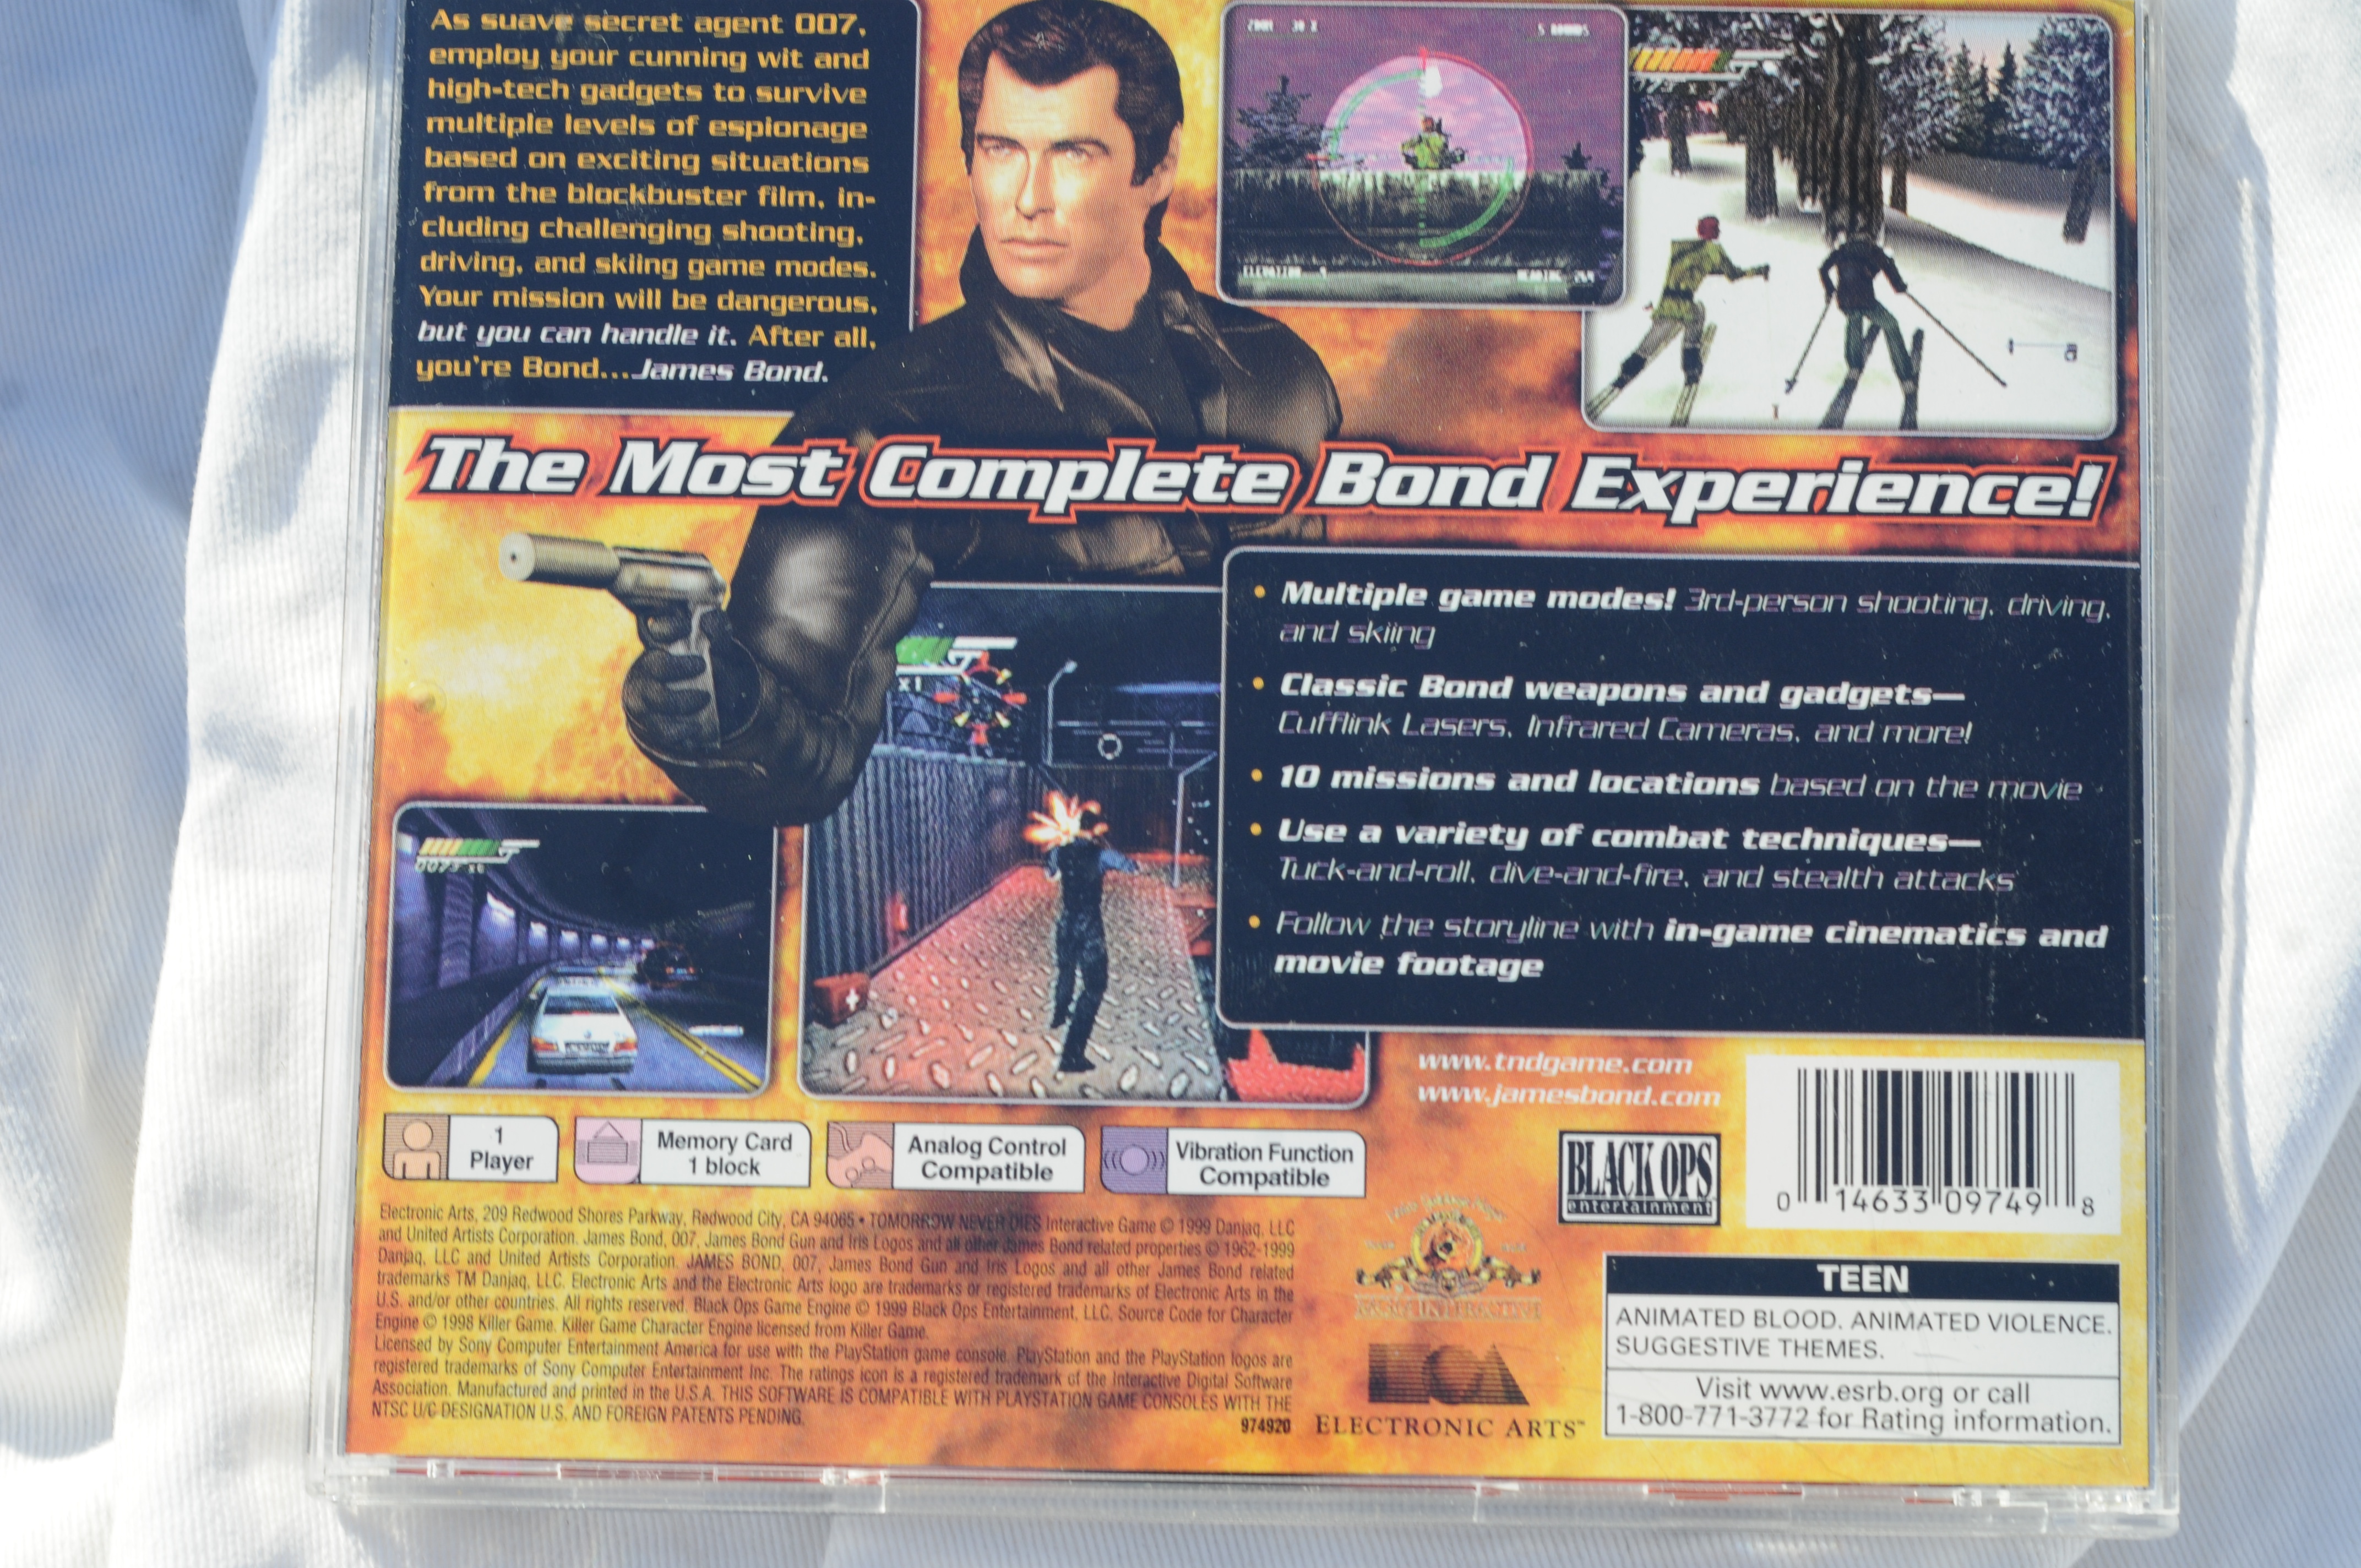 As suave secret agent 007,
employ your cunning wit and
high-tech gadgets to survive
multiple levels of espionage
based on exciting situations
from the blockbuster film, in-
cluding challenging shooting,
driving, and skiing game modes.
Your mission will be dangerous,
but you can handle it. After all,
you're Bond...James Bond.
ZOOM 30 X
5 ROUNDS
ELEVATION
The Most Complete Bond Experience!
• Multiple game modes! 3rd-person shooting, driving,
and skiing
• Classic Bond weapons and gadgets—
Cufflink Lasers, Infrared Cameras, and more!
• 10 missions and locations based on the movie
• Use a variety of combat techniques—
Tuck-and-roll, dive-and-fire, and stealth attacks
• Follow the storyline with in-game cinematics and
movie footage
x1
www.tndgame.com
www.jamesbond.com
1
Player
Memory Card
1 block
Analog Control
Compatible
Vibration Function
Compatible
BLACK OPS
entertainment
0 14633 09749 8
Electronic Arts, 209 Redwood Shores Parkway, Redwood City, CA 94065 • TOMORROW NEVER DIES Interactive Game © 1999 Danjaq, LLC
and United Artists Corporation. James Bond, 007, James Bond Gun and Iris Logos and all other James Bond related properties © 1962-1999
Danjaq, LLC and United Artists Corporation. JAMES BOND, 007, James Bond Gun and Iris Logos and all other James Bond related
trademarks TM Danjaq, LLC. Electronic Arts and the Electronic Arts logo are trademarks or registered trademarks of Electronic Arts in the
U.S. and/or other countries. All rights reserved. Black Ops Game Engine © 1999 Black Ops Entertainment, LLC. Source Code for Character
Engine © 1998 Killer Game. Killer Game Character Engine licensed from Killer Game.
Licensed by Sony Computer Entertainment America for use with the PlayStation game console. PlayStation and the PlayStation logos are
registered trademarks of Sony Computer Entertainment Inc. The ratings icon is a registered trademark of the Interactive Digital Software
Association. Manufactured and printed in the U.S.A. THIS SOFTWARE IS COMPATIBLE WITH PLAYSTATION GAME CONSOLES WITH THE
NTSC U/C DESIGNATION U.S. AND FOREIGN PATENTS PENDING.
974920
MGM INTERACTIVE
ELECTRONIC ARTS™
TEEN
ANIMATED BLOOD. ANIMATED VIOLENCE.
SUGGESTIVE THEMES.
Visit www.esrb.org or call
1-800-771-3772 for Rating information.